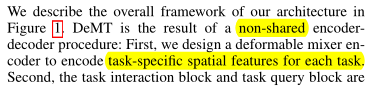 We describe the overall framework of our architecture in
Figure 1. DeMT is the result of a non-shared encoder-
decoder procedure: First, we design a deformable mixer en-
coder to encode task-specific spatial features for each task.
Second, the task interaction block and task query block are